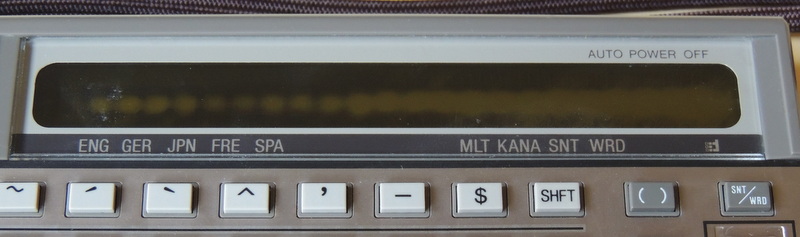 AUTO POWER OFF
ENG GER JPN FRE SPA MLT KANA SNT WRD
~ ´ ` ^ ’ – $ SHFT ( ) SNT/WRD